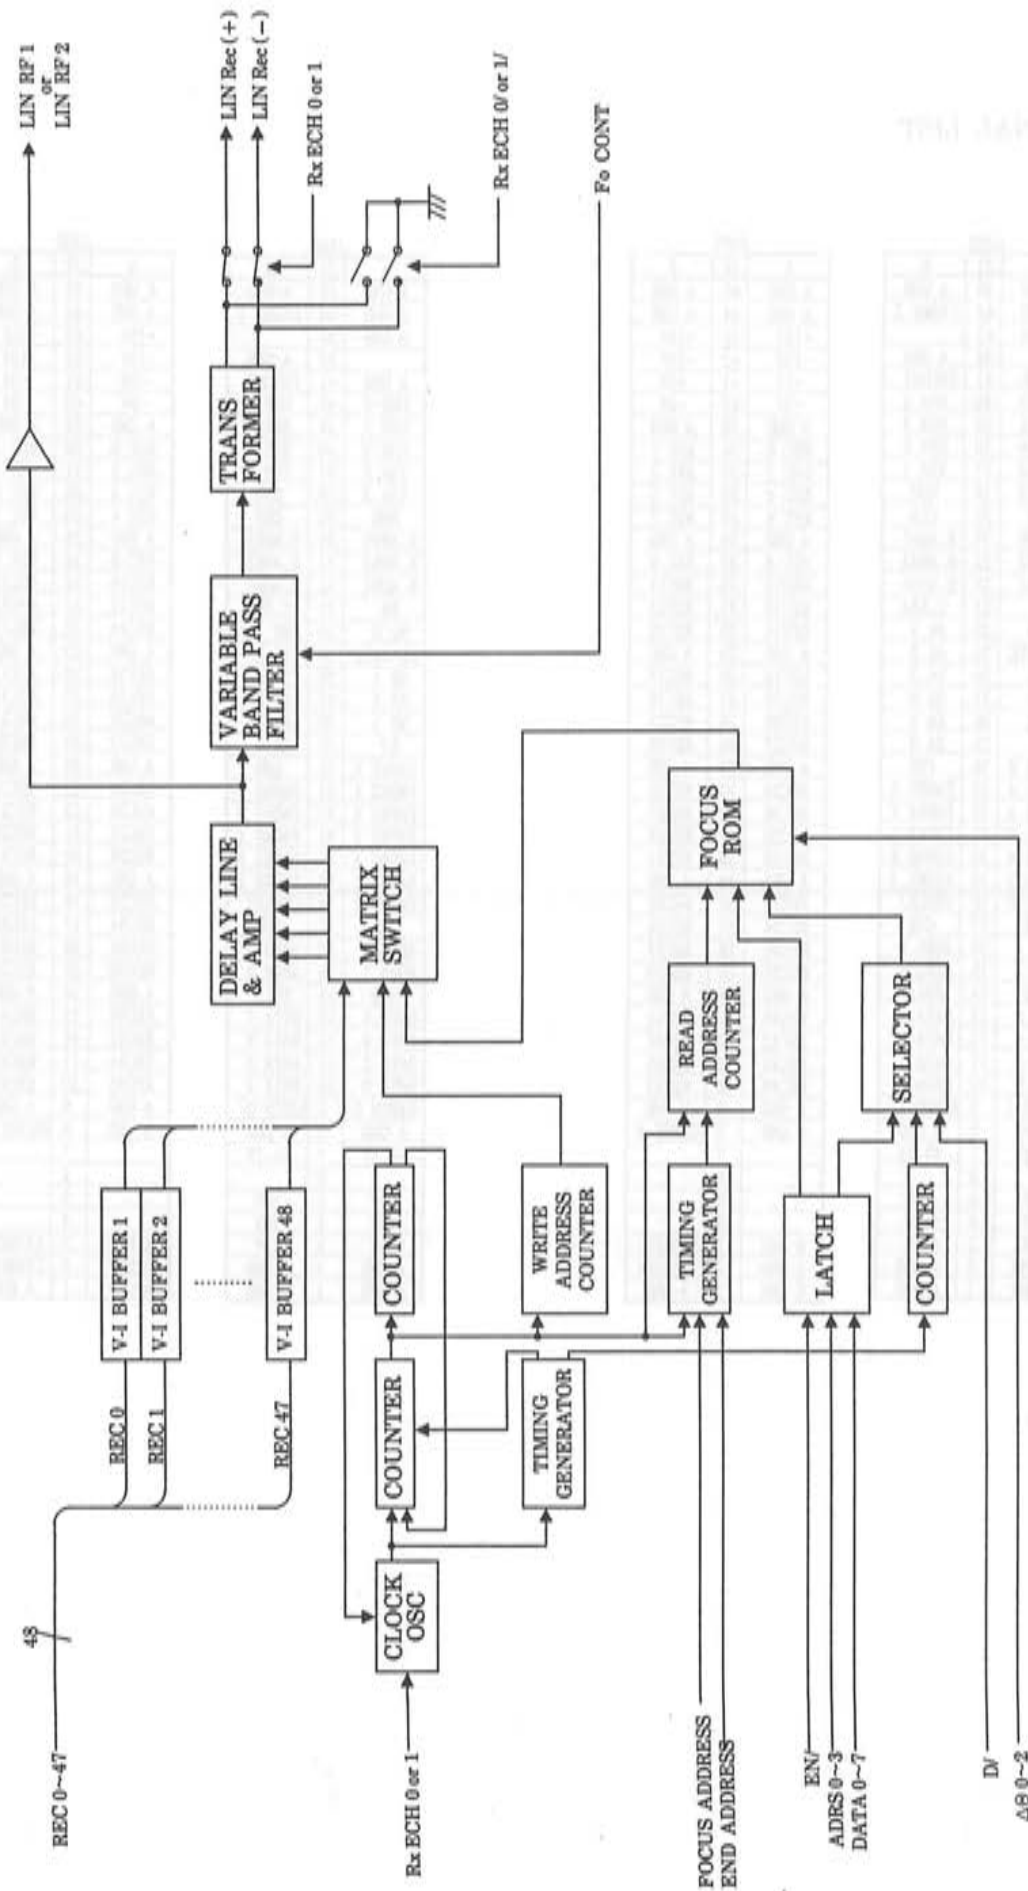 LIN RF 1
or
LIN RF 2
LIN Rec(+)
LIN Rec(−)
Rx ECH 0 or 1
Rx ECH 0/ or 1/
Fo CONT
TRANS
FORMER
VARIABLE
BAND PASS
FILTER
DELAY LINE
& AMP
MATRIX
SWITCH
FOCUS
ROM
READ
ADDRESS
COUNTER
SELECTOR
V-I BUFFER 1
V-I BUFFER 2
V-I BUFFER 48
COUNTER
WRITE
ADDRESS
COUNTER
TIMING
GENERATOR
LATCH
COUNTER
REC 0
REC 1
REC 47
COUNTER
TIMING
GENERATOR
CLOCK
OSC
48
REC 0~47
Rx ECH 0 or 1
FOCUS ADDRESS
END ADDRESS
EN/
ADRS 0~3
DATA 0~7
D/
Δθ 0~2